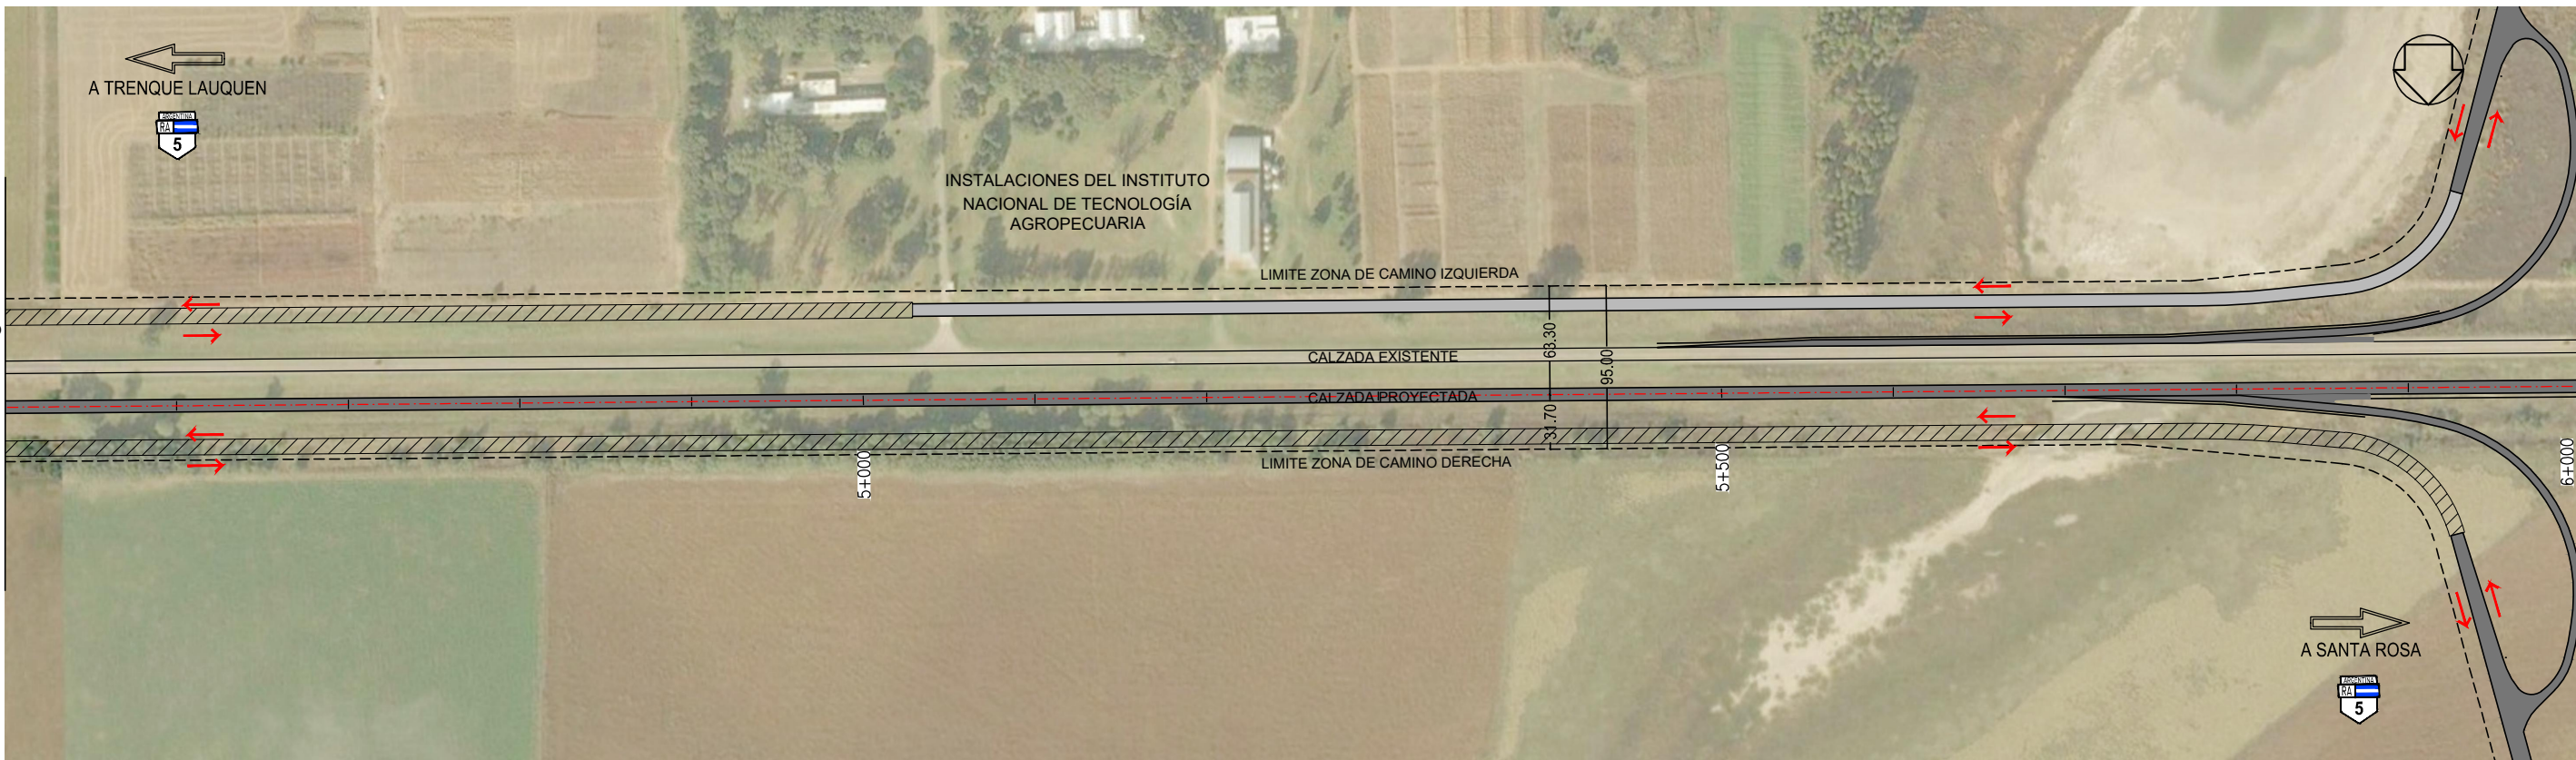 A TRENQUE LAUQUEN
ARGENTINA
RA
5
INSTALACIONES DEL INSTITUTO
NACIONAL DE TECNOLOGÍA
AGROPECUARIA
LIMITE ZONA DE CAMINO IZQUIERDA
63.30
95.00
CALZADA EXISTENTE
CALZADA PROYECTADA
31.70
LIMITE ZONA DE CAMINO DERECHA
5+000
5+500
6+000
A SANTA ROSA
ARGENTINA
RA
5